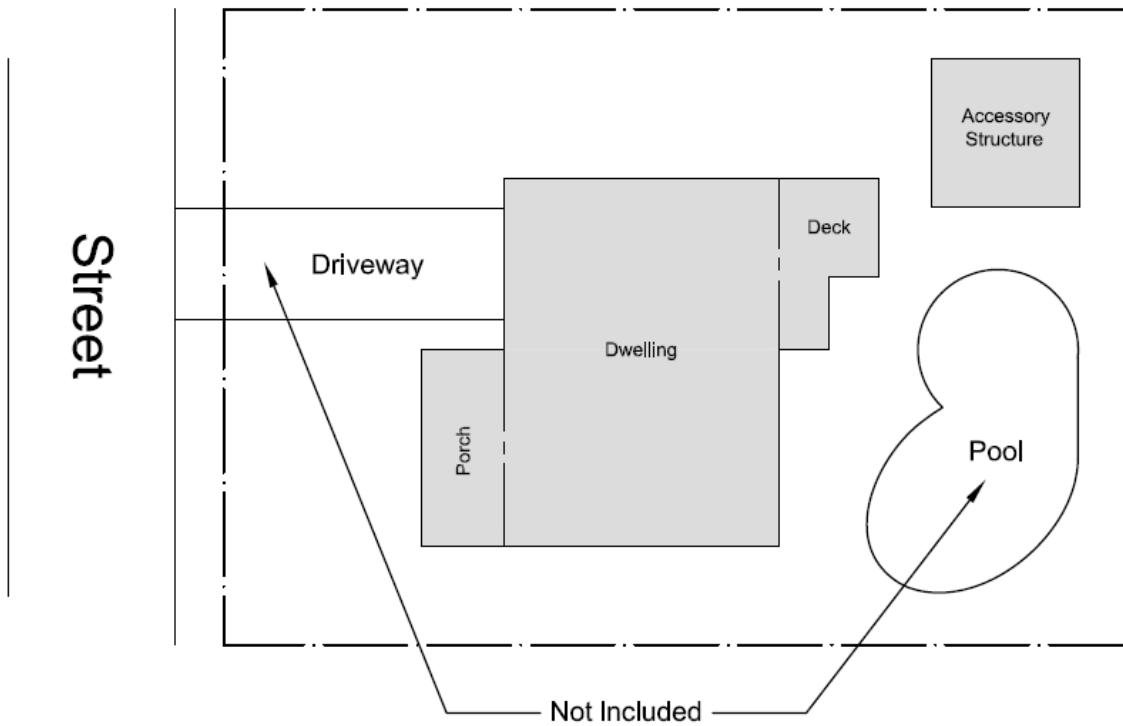 Accessory
Structure
Deck
Driveway
Street
Dwelling
Porch
Pool
Not Included